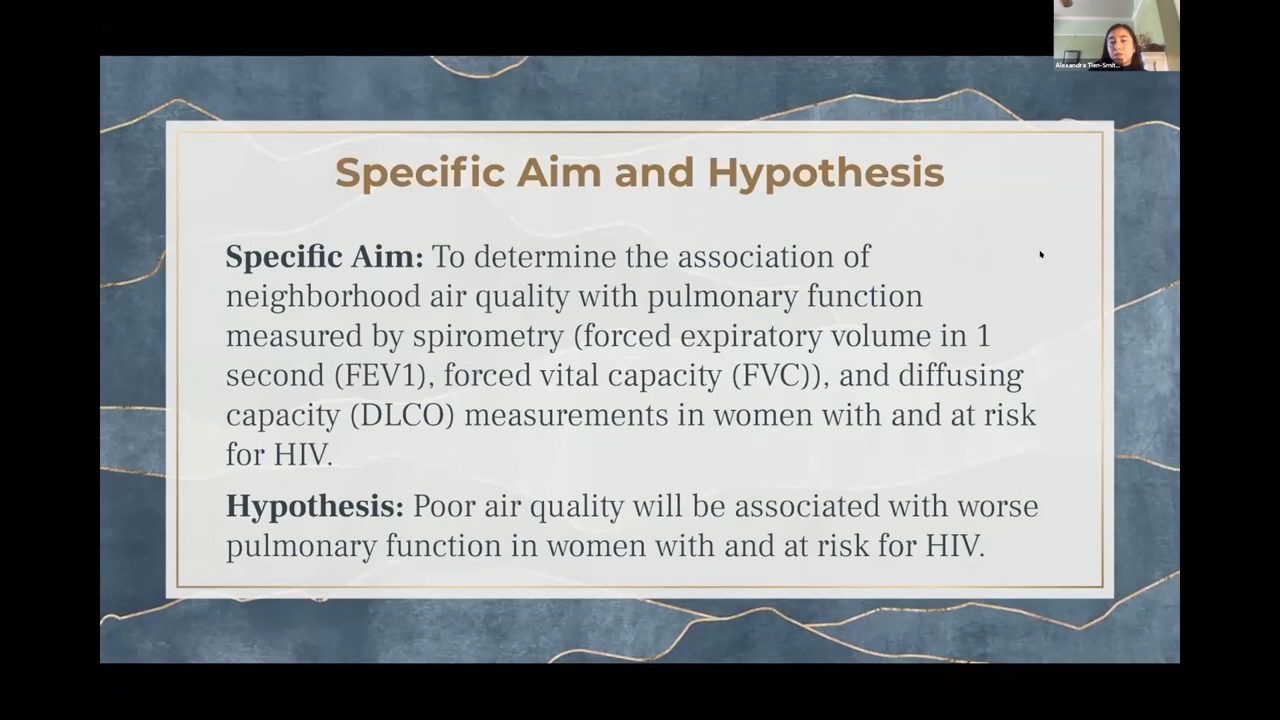 Alexandra Tien-Smit...
Specific Aim and Hypothesis
Specific Aim: To determine the association of
neighborhood air quality with pulmonary function
measured by spirometry (forced expiratory volume in 1
second (FEV1), forced vital capacity (FVC)), and diffusing
capacity (DLCO) measurements in women with and at risk
for HIV.
Hypothesis: Poor air quality will be associated with worse
pulmonary function in women with and at risk for HIV.